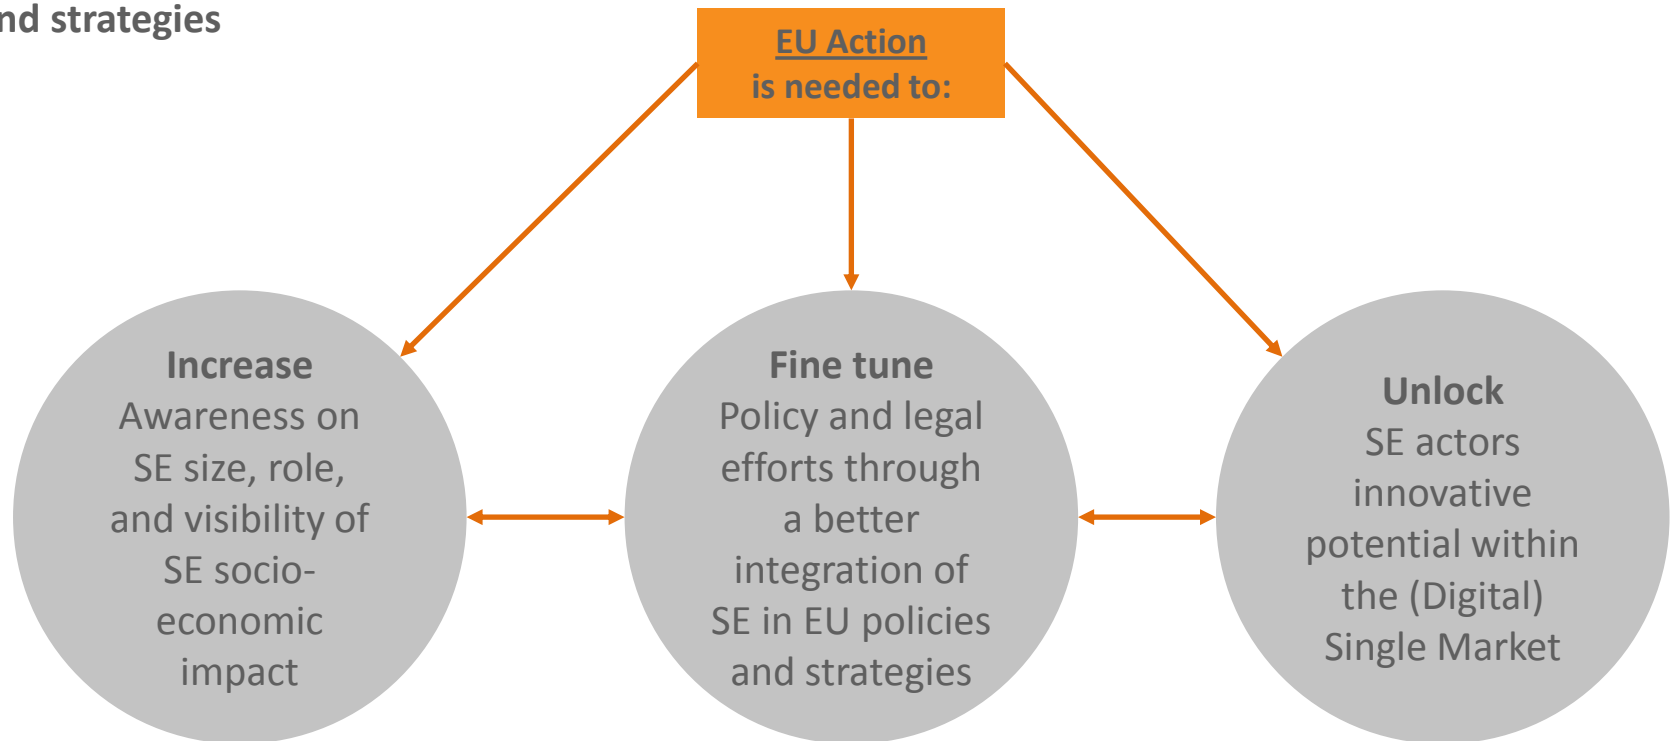 nd strategies
EU Action
is needed to:
Increase
Awareness on
SE size, role,
and visibility of
SE socio-
economic
impact
Fine tune
Policy and legal
efforts through
a better
integration of
SE in EU policies
and strategies
Unlock
SE actors
innovative
potential within
the (Digital)
Single Market